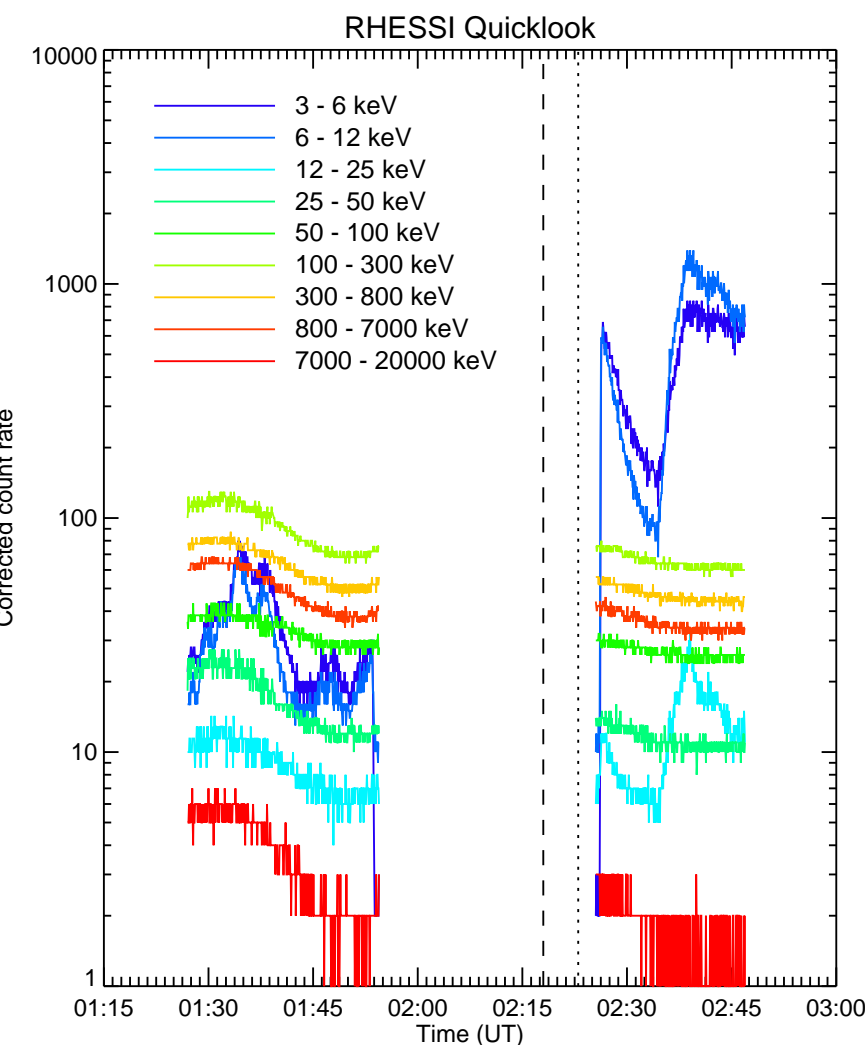 RHESSI Quicklook
10000
1000
100
10
1
Corrected count rate
3 - 6 keV
6 - 12 keV
12 - 25 keV
25 - 50 keV
50 - 100 keV
100 - 300 keV
300 - 800 keV
800 - 7000 keV
7000 - 20000 keV
01:15 01:30 01:45 02:00 02:15 02:30 02:45 03:00
Time (UT)